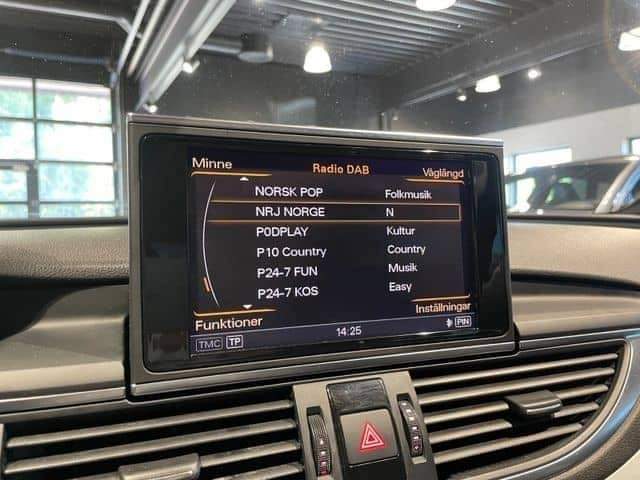 Minne Radio DAB Våglängd
NORSK POP Folkmusik
NRJ NORGE N
P0DPLAY Kultur
P10 Country Country
P24-7 FUN Musik
P24-7 KOS Easy
Funktioner Inställningar
TMC TP 14:25 PIN